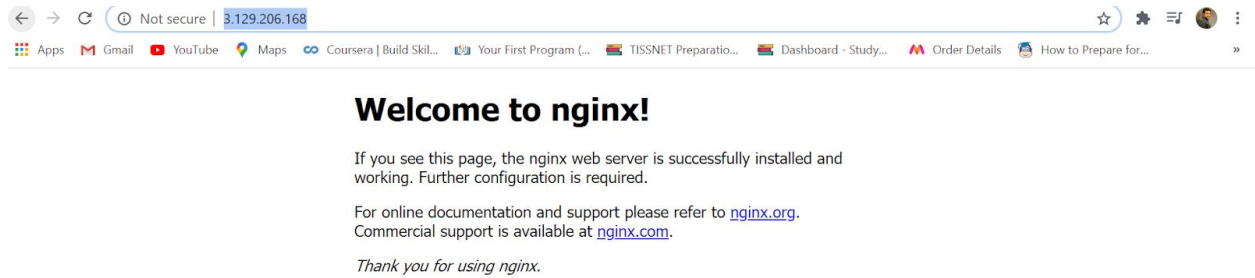 Not secure | 3.129.206.168
Apps Gmail YouTube Maps Coursera | Build Skil... Your First Program (... TISSNET Preparatio... Dashboard - Study... Order Details How to Prepare for... »
Welcome to nginx!
If you see this page, the nginx web server is successfully installed and
working. Further configuration is required.
For online documentation and support please refer to nginx.org.
Commercial support is available at nginx.com.
Thank you for using nginx.